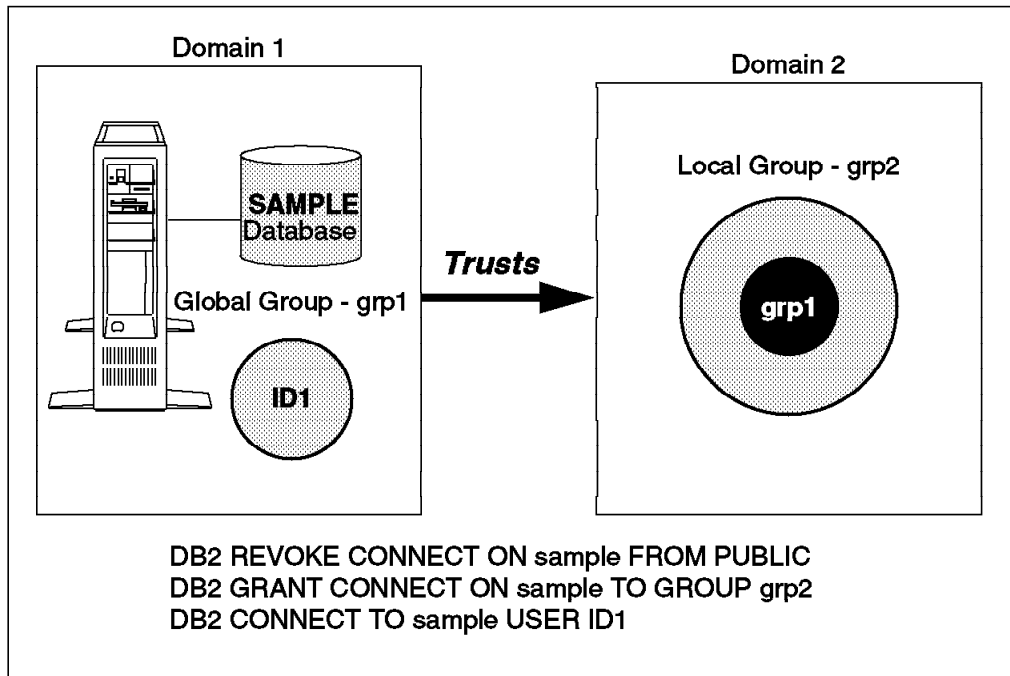 Domain 1
SAMPLE
Database
Global Group - grp1
ID1
Trusts
Domain 2
Local Group - grp2
grp1
DB2 REVOKE CONNECT ON sample FROM PUBLIC
DB2 GRANT CONNECT ON sample TO GROUP grp2
DB2 CONNECT TO sample USER ID1